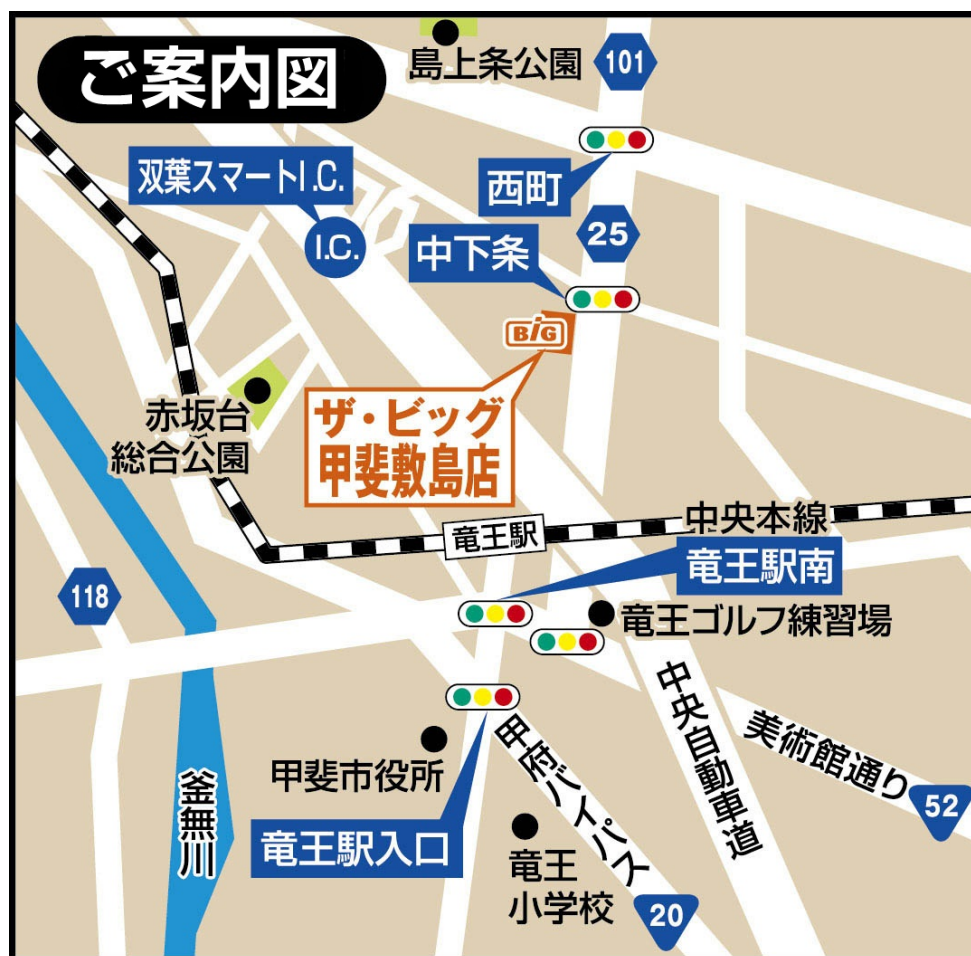 ご案内図
島上条公園
101
双葉スマートI.C.
I.C.
西町
25
中下条
BiG
ザ・ビッグ
甲斐敷島店
赤坂台
総合公園
中央本線
竜王駅
竜王駅南
118
竜王ゴルフ練習場
中央自動車道
美術館通り
52
甲斐市役所
甲府バイパス
釜無川
竜王駅入口
竜王
小学校
20